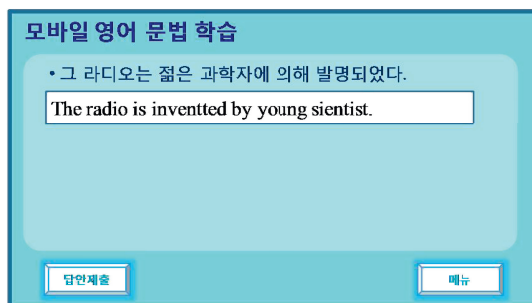 모바일 영어 문법 학습
• 그 라디오는 젊은 과학자에 의해 발명되었다.
The radio is inventted by young sientist.
답안제출
메뉴